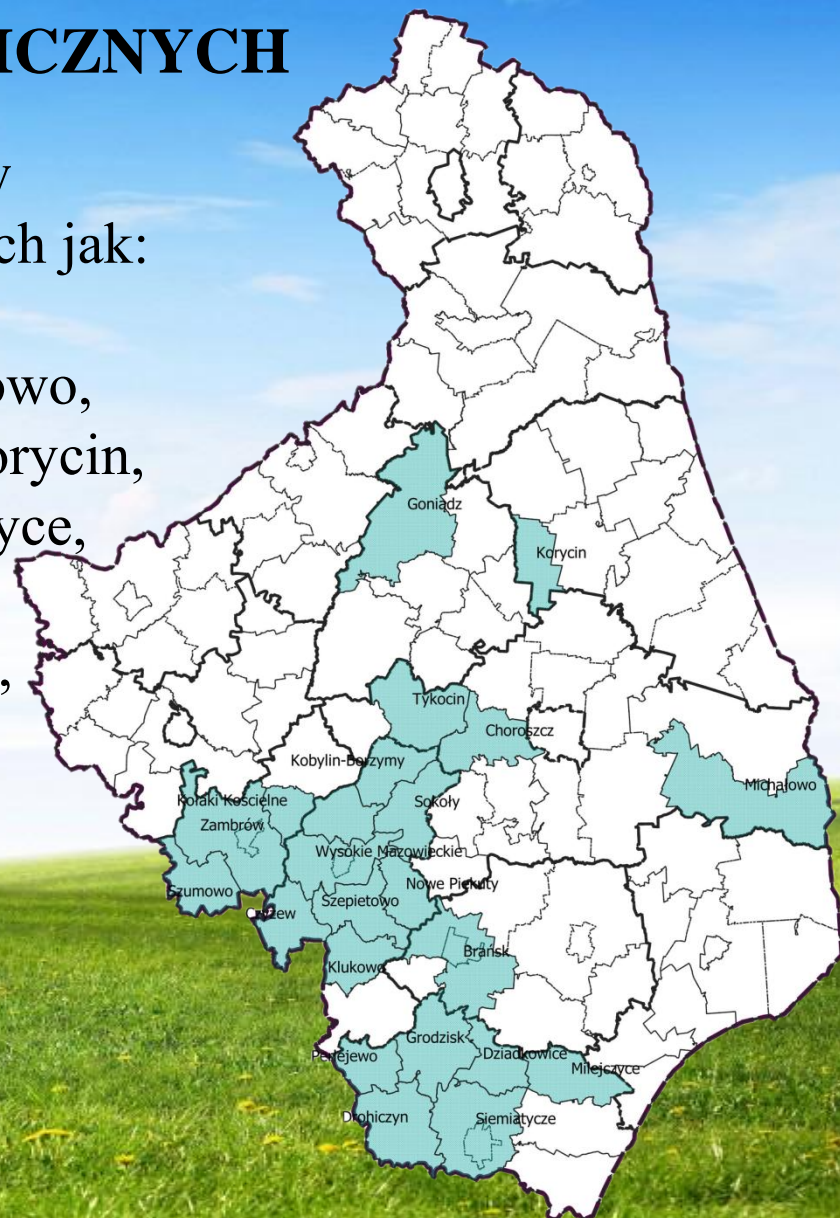 ICZNYCH
y
ch jak:
owo,
orycin,
yce,
,
Goniądz
Korycin
Tykocin
Choroszcz
Kobylin-Borzymy
Michałowo
Kołaki Kościelne
Sokoły
Zambrów
Wysokie Mazowieckie
Nowe Piekuty
Szumowo
Szepietowo
Czyżew
Brańsk
Klukowo
Grodzisk
Perlejewo
Dziadkowice
Milejczyce
Drohiczyn
Siemiatycze